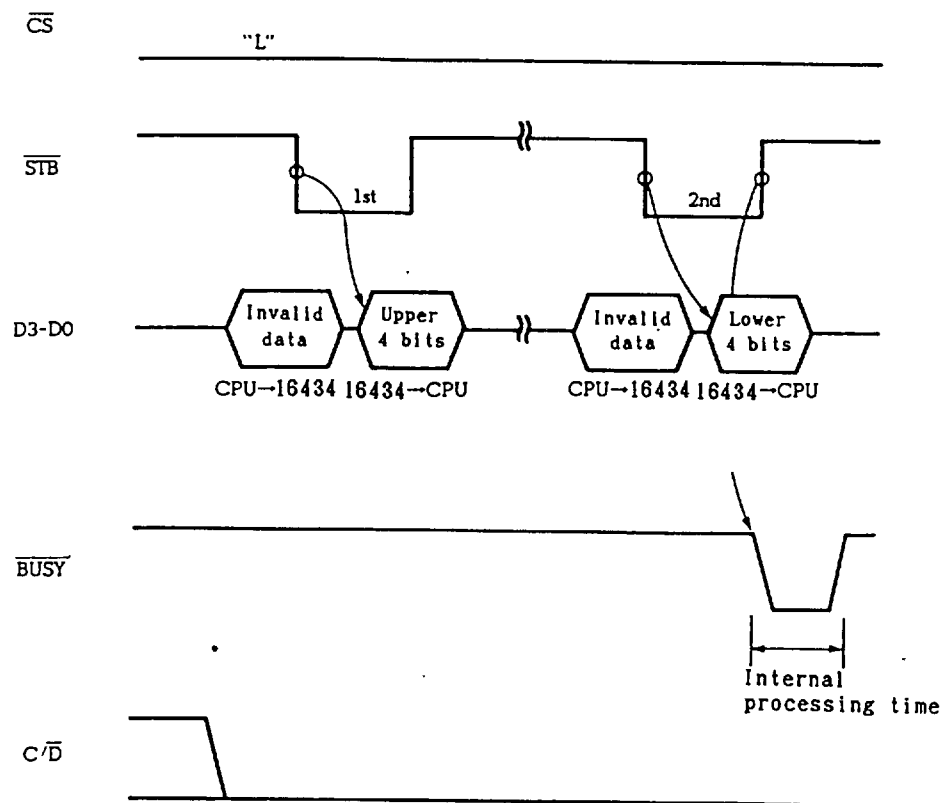 CS
"L"
STB
1st
2nd
D3-D0
Invalid
data
Upper
4 bits
Invalid
data
Lower
4 bits
CPU→16434 16434→CPU
CPU→16434 16434→CPU
BUSY
Internal
processing time
C/D